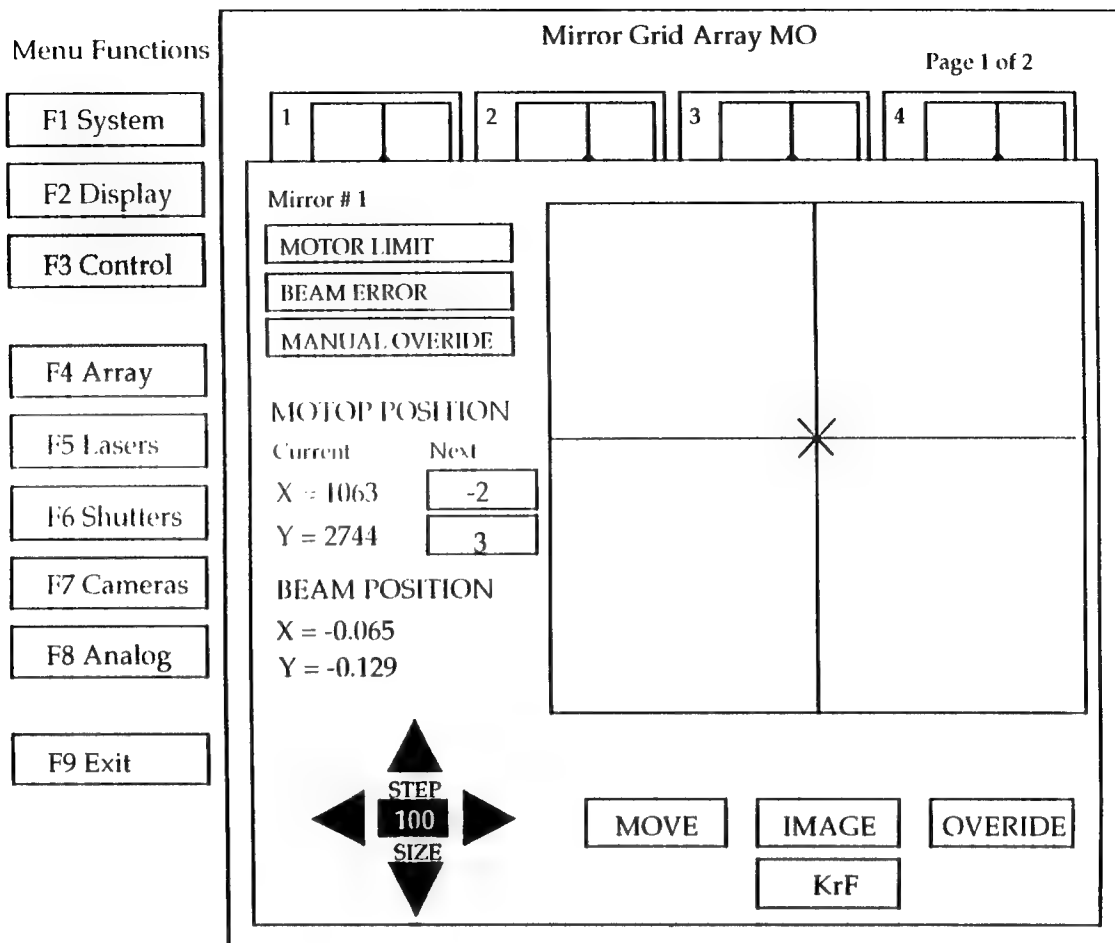 Mirror Grid Array MO
Page 1 of 2
Menu Functions
F1 System
F2 Display
F3 Control
F4 Array
F5 Lasers
F6 Shutters
F7 Cameras
F8 Analog
F9 Exit
1
2
3
4
Mirror # 1
MOTOR LIMIT
BEAM ERROR
MANUAL OVERIDE
MOTOP POSITION
Current Next
X = 1063 -2
Y = 2744 3
BEAM POSITION
X = -0.065
Y = -0.129
STEP
100
SIZE
MOVE IMAGE OVERIDE
KrF